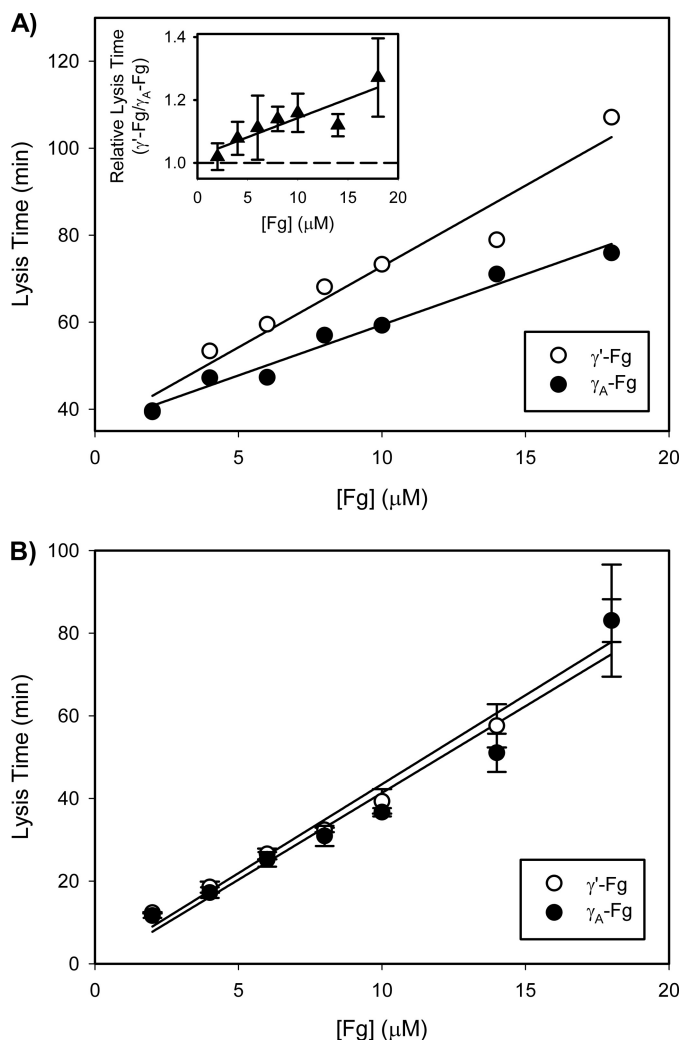 A)
Lysis Time (min)
120
100
80
60
40
0
5
10
15
20
[Fg] (μM)
Relative Lysis Time
(γ'-Fg/γA-Fg)
1.4
1.2
1.0
0
5
10
15
20
[Fg] (μM)
γ'-Fg
γA-Fg
B)
Lysis Time (min)
100
80
60
40
20
0
0
5
10
15
20
[Fg] (μM)
γ'-Fg
γA-Fg